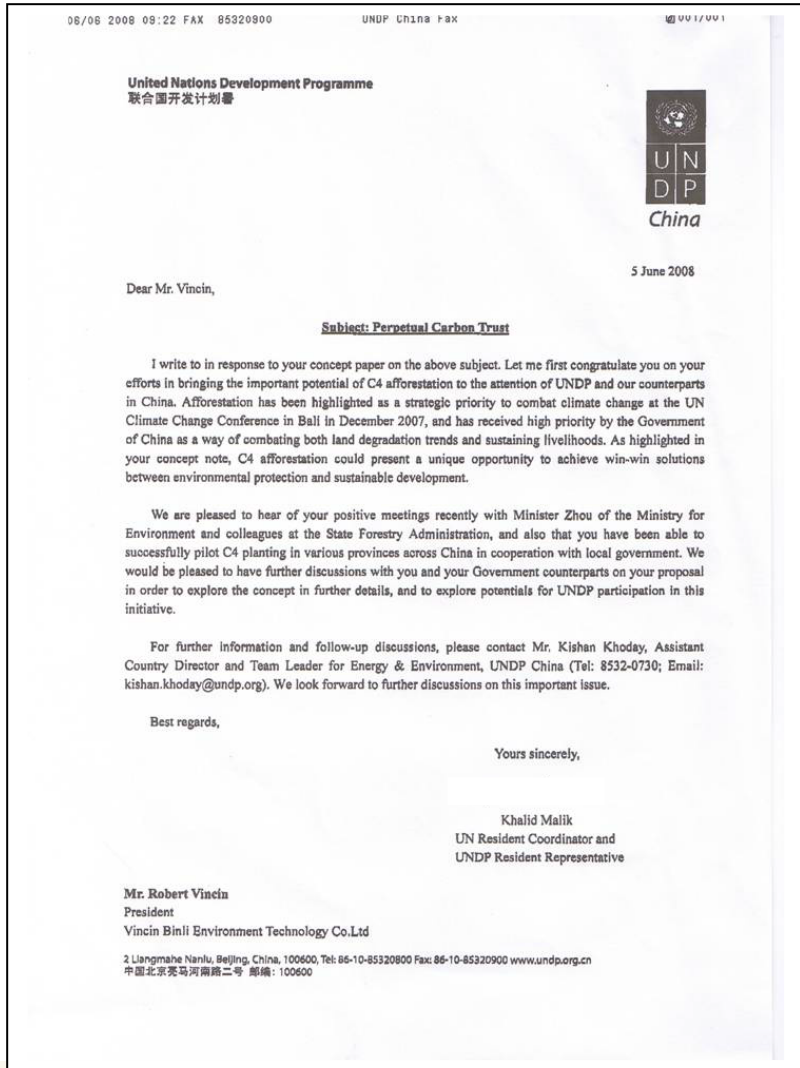 06/06 2008 09:22 FAX 85320900 UNDP China Fax 001/001
United Nations Development Programme
联合国开发计划署
U N
D P
China
5 June 2008
Dear Mr. Vincin,
Subject: Perpetual Carbon Trust
I write to in response to your concept paper on the above subject. Let me first congratulate you on your
efforts in bringing the important potential of C4 afforestation to the attention of UNDP and our counterparts
in China. Afforestation has been highlighted as a strategic priority to combat climate change at the UN
Climate Change Conference in Bali in December 2007, and has received high priority by the Government
of China as a way of combating both land degradation trends and sustaining livelihoods. As highlighted in
your concept note, C4 afforestation could present a unique opportunity to achieve win-win solutions
between environmental protection and sustainable development.
We are pleased to hear of your positive meetings recently with Minister Zhou of the Ministry for
Environment and colleagues at the State Forestry Administration, and also that you have been able to
successfully pilot C4 planting in various provinces across China in cooperation with local government. We
would be pleased to have further discussions with you and your Government counterparts on your proposal
in order to explore the concept in further details, and to explore potentials for UNDP participation in this
initiative.
For further information and follow-up discussions, please contact Mr. Kishan Khoday, Assistant
Country Director and Team Leader for Energy & Environment, UNDP China (Tel: 8532-0730; Email:
kishan.khoday@undp.org). We look forward to further discussions on this important issue.
Best regards,
Yours sincerely,
Khalid Malik
UN Resident Coordinator and
UNDP Resident Representative
Mr. Robert Vincin
President
Vincin Binli Environment Technology Co.Ltd
2 Liangmahe Nanlu, Beijing, China, 100600, Tel: 86-10-85320800 Fax: 86-10-85320900 www.undp.org.cn
中国北京亮马河南路二号 邮编: 100600